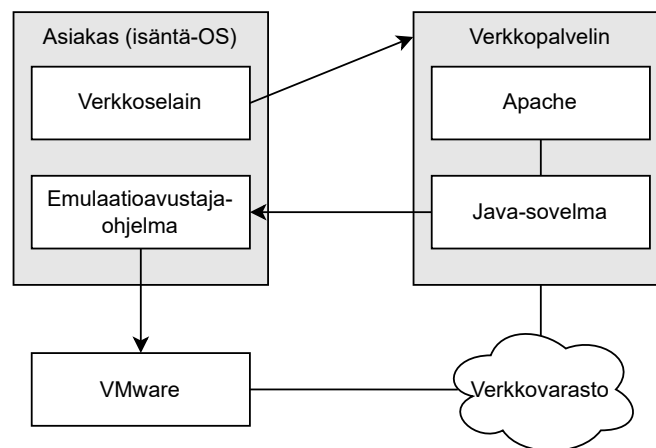 Asiakas (isäntä-OS)
Verkkopalvelin
Verkkoselain
Apache
Emulaatioavustaja-
ohjelma
Java-sovelma
VMware
Verkkovarasto